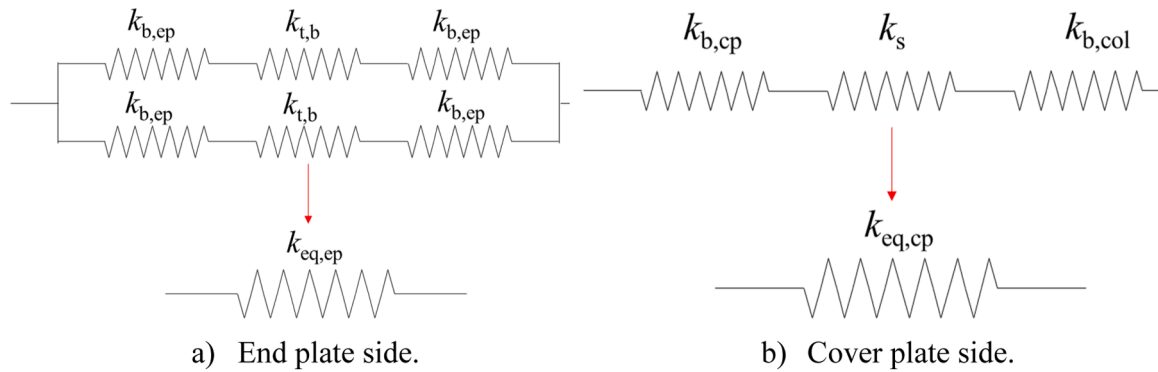 k_b,ep k_t,b k_b,ep
k_b,ep k_t,b k_b,ep
k_eq,ep
a) End plate side.
k_b,cp k_s k_b,col
k_eq,cp
b) Cover plate side.